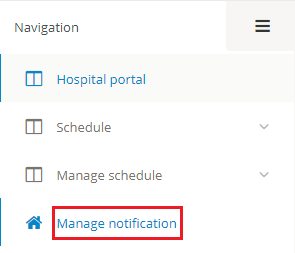 Navigation
Hospital portal
Schedule
Manage schedule
Manage notification